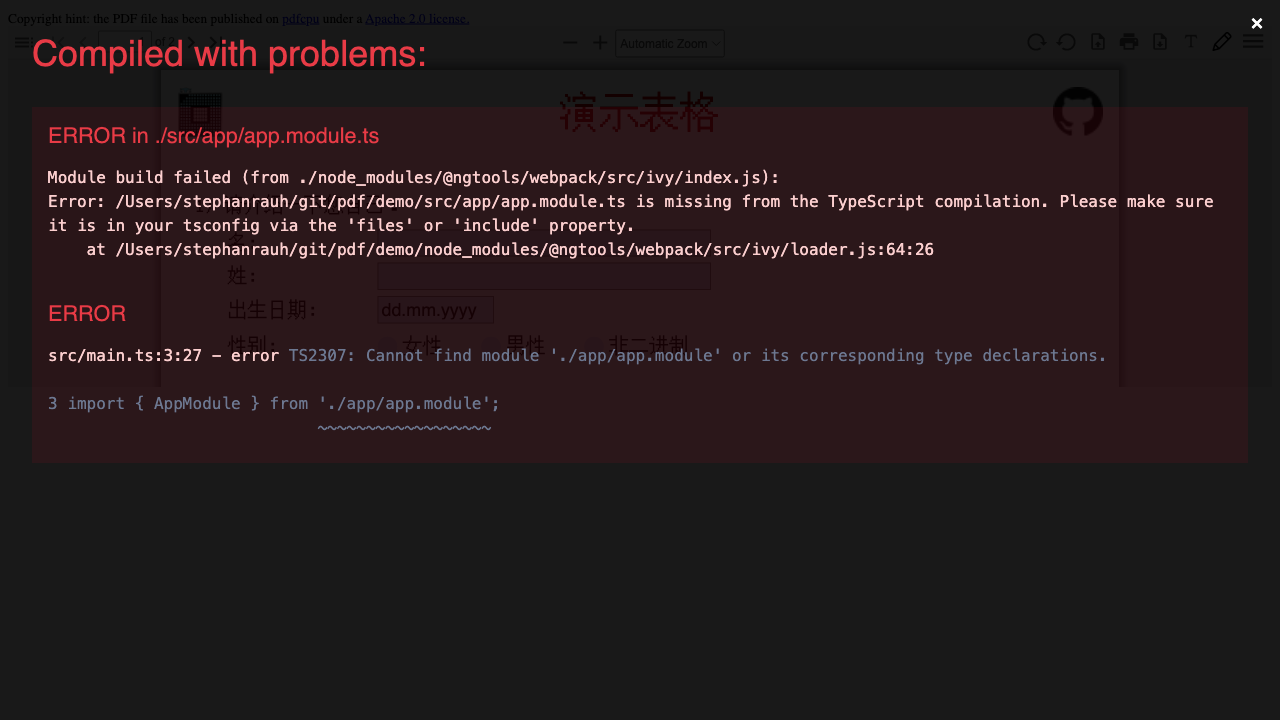 Copyright hint: the PDF file has been published on pdfcpu under a Apache 2.0 license.
Automatic Zoom
Compiled with problems:
演示表格
ERROR in ./src/app/app.module.ts
Module build failed (from ./node_modules/@ngtools/webpack/src/ivy/index.js):
Error: /Users/stephanrauh/git/pdf/demo/src/app/app.module.ts is missing from the TypeScript compilation. Please make sure
it is in your tsconfig via the 'files' or 'include' property.
at /Users/stephanrauh/git/pdf/demo/node_modules/@ngtools/webpack/src/ivy/loader.js:64:26
名:
姓:
出生日期:
dd.mm.yyyy
ERROR
性别:
女性
男性
非二进制
src/main.ts:3:27 - error TS2307: Cannot find module './app/app.module' or its corresponding type declarations.
3 import { AppModule } from './app/app.module';
~~~~~~~~~~~~~~~~~~